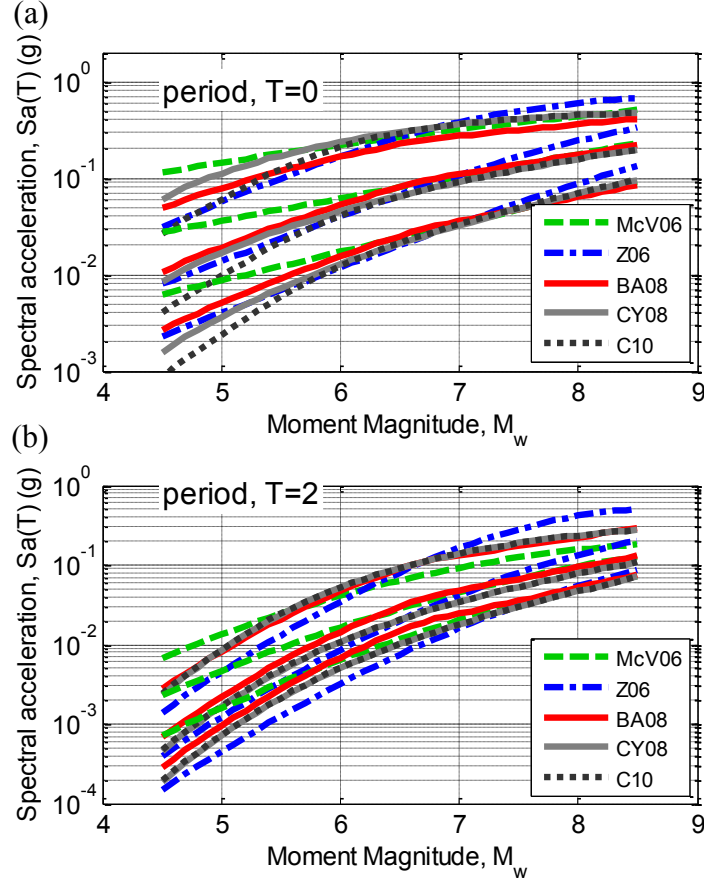 (a)
Spectral acceleration, Sa(T) (g)
10^0
10^-1
10^-2
10^-3
period, T=0
McV06
Z06
BA08
CY08
C10
4 5 6 7 8 9
Moment Magnitude, M_w
(b)
Spectral acceleration, Sa(T) (g)
10^0
10^-1
10^-2
10^-3
10^-4
period, T=2
McV06
Z06
BA08
CY08
C10
4 5 6 7 8 9
Moment Magnitude, M_w